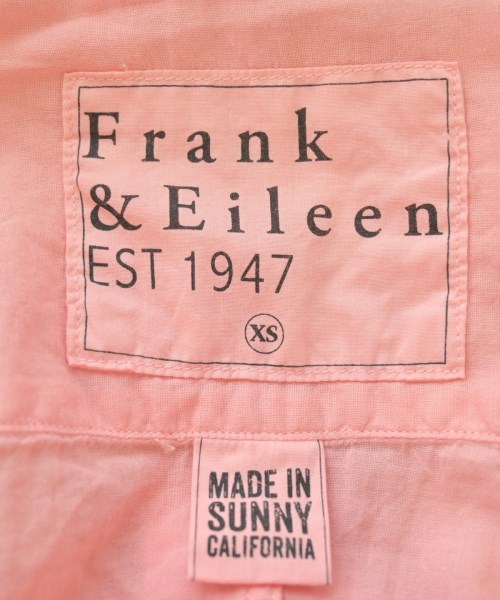 Frank
& Eileen
EST 1947
XS
MADE IN
SUNNY
CALIFORNIA